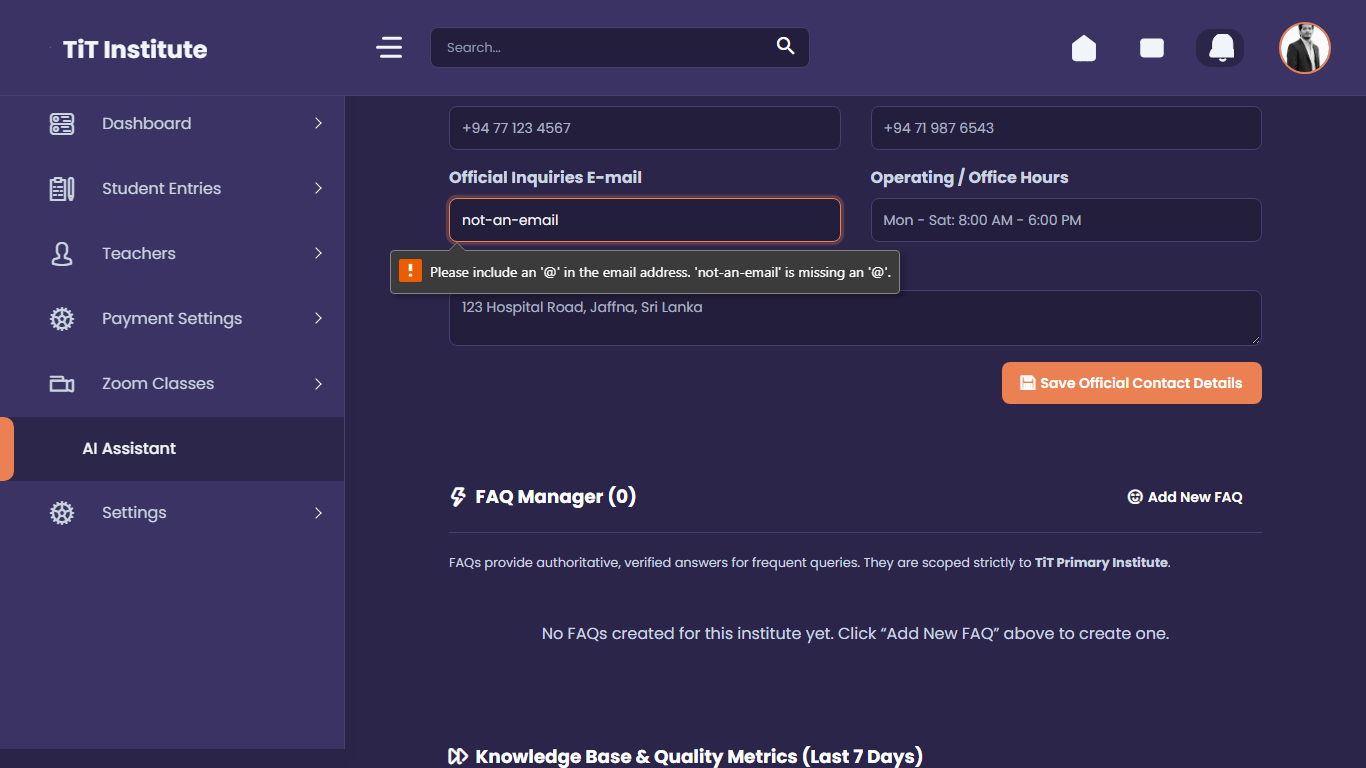 TiT Institute
Search...
Dashboard
Student Entries
Teachers
Payment Settings
Zoom Classes
AI Assistant
Settings
+94 77 123 4567
+94 71 987 6543
Official Inquiries E-mail
Operating / Office Hours
not-an-email
Mon - Sat: 8:00 AM - 6:00 PM
! Please include an '@' in the email address. 'not-an-email' is missing an '@'.
123 Hospital Road, Jaffna, Sri Lanka
Save Official Contact Details
FAQ Manager (0)
Add New FAQ
FAQs provide authoritative, verified answers for frequent queries. They are scoped strictly to TiT Primary Institute.
No FAQs created for this institute yet. Click “Add New FAQ” above to create one.
Knowledge Base & Quality Metrics (Last 7 Days)